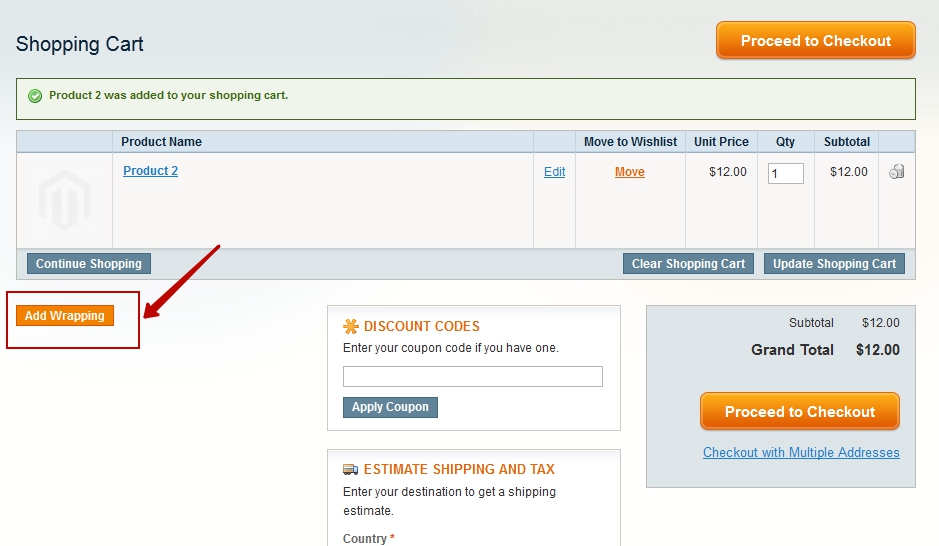 Shopping Cart
Proceed to Checkout
Product 2 was added to your shopping cart.
Product Name Move to Wishlist Unit Price Qty Subtotal
Product 2 Edit Move $12.00 1 $12.00
Continue Shopping Clear Shopping Cart Update Shopping Cart
Add Wrapping
DISCOUNT CODES
Enter your coupon code if you have one.
Apply Coupon
ESTIMATE SHIPPING AND TAX
Enter your destination to get a shipping
estimate.
Country *
Subtotal $12.00
Grand Total $12.00
Proceed to Checkout
Checkout with Multiple Addresses